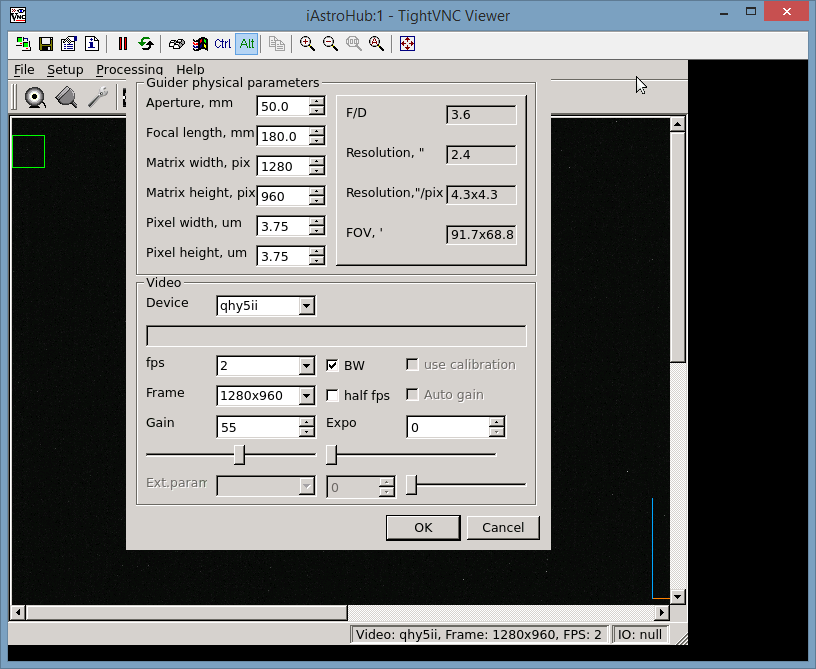 iAstroHub:1 - TightVNC Viewer
Ctrl Alt
File Setup Processing Help
Guider physical parameters
Aperture, mm 50.0
Focal length, mm 180.0
Matrix width, pix 1280
Matrix height, pix 960
Pixel width, um 3.75
Pixel height, um 3.75
F/D 3.6
Resolution, " 2.4
Resolution,"/pix 4.3x4.3
FOV, ' 91.7x68.8
Video
Device qhy5ii
fps 2 BW use calibration
Frame 1280x960 half fps Auto gain
Gain 55 Expo 0
Ext.param 0
OK Cancel
Video: qhy5ii, Frame: 1280x960, FPS: 2 IO: null